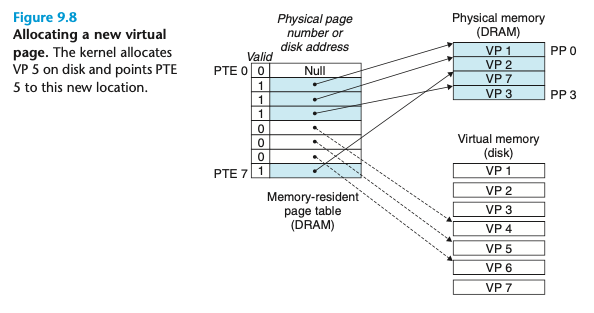 Figure 9.8
Allocating a new virtual
page. The kernel allocates
VP 5 on disk and points PTE
5 to this new location.
Physical page
number or
disk address
Valid
PTE 0 0 Null
1
1
1
0
0
0
PTE 7 1
Memory-resident
page table
(DRAM)
Physical memory
(DRAM)
VP 1 PP 0
VP 2
VP 7
VP 3 PP 3
Virtual memory
(disk)
VP 1
VP 2
VP 3
VP 4
VP 5
VP 6
VP 7